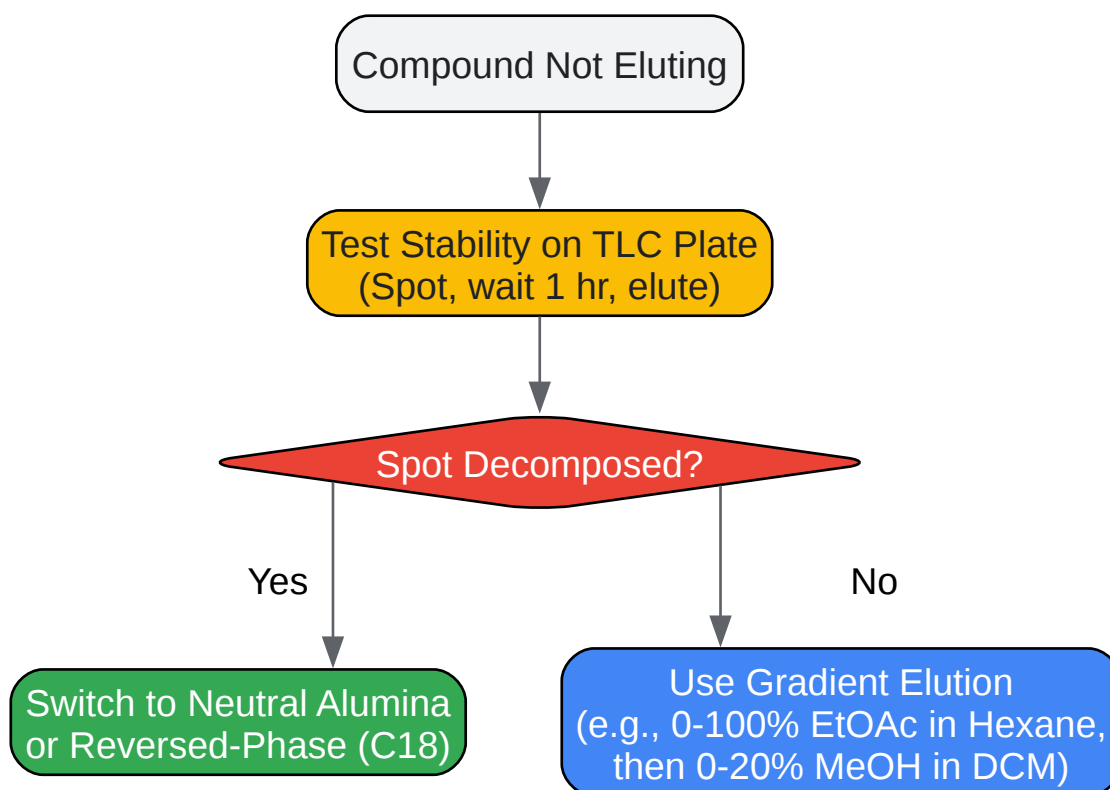 Compound Not Eluting
Test Stability on TLC Plate
(Spot, wait 1 hr, elute)
Spot Decomposed?
Yes
No
Switch to Neutral Alumina
or Reversed-Phase (C18)
Use Gradient Elution
(e.g., 0-100% EtOAc in Hexane,
then 0-20% MeOH in DCM)